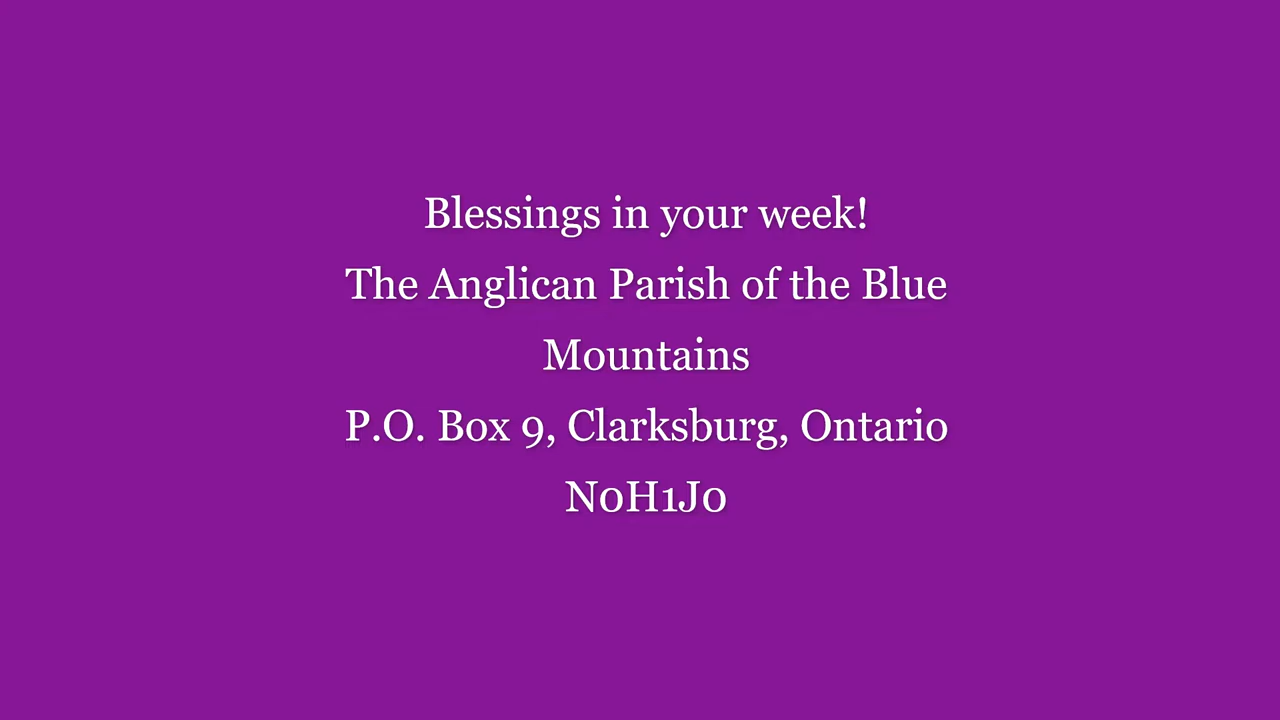 Blessings in your week!
The Anglican Parish of the Blue
Mountains
P.O. Box 9, Clarksburg, Ontario
N0H1J0